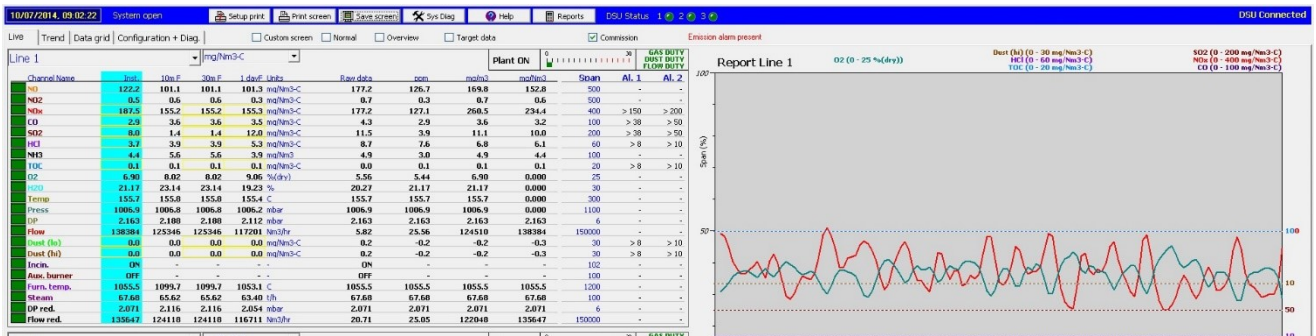 10/07/2014, 09:02:22 System open Setup print Print screen Save screen Sys Diag Help Reports DSU Status 1 2 3 DSU Connected
Live Trend Data grid Configuration + Diag. Custom screen Normal Overview Target data Commission Emission alarm present
Line 1 mg/Nm3-C Plant ON 0 30 GAS DUTY
DUST DUTY
FLOW DUTY
Channel Name Inst. 10m F 30m F 1 dayF Units Raw data ppm mg/m3 mg/Nm3 Span Al. 1 Al. 2
NO 122.2 101.1 101.1 101.3 mg/Nm3-C 177.2 126.7 169.8 152.8 500 - -
NO2 0.5 0.6 0.6 0.3 mg/Nm3-C 0.7 0.3 0.7 0.6 500 - -
NOx 187.5 155.2 155.2 155.3 mg/Nm3-C 177.2 127.1 260.5 234.4 400 > 150 > 200
CO 2.9 3.6 3.6 3.5 mg/Nm3-C 4.3 2.9 3.6 3.2 100 > 38 > 50
SO2 8.0 1.4 1.4 12.0 mg/Nm3-C 11.5 3.9 11.1 10.0 200 > 38 > 50
HCl 3.7 3.9 3.9 5.3 mg/Nm3-C 8.7 7.6 6.8 6.1 60 > 8 > 10
NH3 4.4 5.6 5.6 3.9 mg/Nm3 4.9 3.0 4.9 4.4 100 - -
TOC 0.1 0.1 0.1 0.1 mg/Nm3-C 0.0 0.1 0.1 0.1 20 > 8 > 10
O2 6.90 8.02 8.02 9.06 %(dry) 5.56 5.44 6.90 0.000 25 - -
H2O 21.17 23.14 23.14 19.23 % 20.27 21.17 21.17 0.000 30 - -
Temp 155.7 155.8 155.8 155.4 C 155.7 155.7 155.7 0.000 300 - -
Press 1006.9 1006.8 1006.8 1006.2 mbar 1006.9 1006.9 1006.9 0.000 1100 - -
DP 2.163 2.188 2.188 2.112 mbar 2.163 2.163 2.163 2.163 6 - -
Flow 138384 125346 125346 117201 Nm3/hr 5.82 25.56 124510 138384 150000 - -
Dust (lo) 0.0 0.0 0.0 0.0 mg/Nm3-C 0.2 -0.2 -0.2 -0.3 30 > 8 > 10
Dust (hi) 0.0 0.0 0.0 0.0 mg/Nm3-C 0.2 -0.2 -0.2 -0.3 30 > 8 > 10
Incin. ON - - - - ON - - - 102 - -
Aux. burner OFF - - - - OFF - - - 100 - -
Furn. temp. 1055.5 1099.7 1099.7 1053.1 C 1055.5 1055.5 1055.5 1055.5 1200 - -
Steam 67.68 65.62 65.62 63.40 t/h 67.68 67.68 67.68 67.68 100 - -
DP red. 2.071 2.116 2.116 2.054 mbar 2.071 2.071 2.071 2.071 6 - -
Flow red. 135647 124118 124118 116711 Nm3/hr 20.71 25.05 122048 135647 150000 - -
GAS DUTY
Report Line 1 O2 (0 - 25 %(dry)) Dust (hi) (0 - 30 mg/Nm3-C) SO2 (0 - 200 mg/Nm3-C)
HCl (0 - 60 mg/Nm3-C) NOx (0 - 400 mg/Nm3-C)
TOC (0 - 20 mg/Nm3-C) CO (0 - 100 mg/Nm3-C)
100
Span (%)
50
100
10
50
10